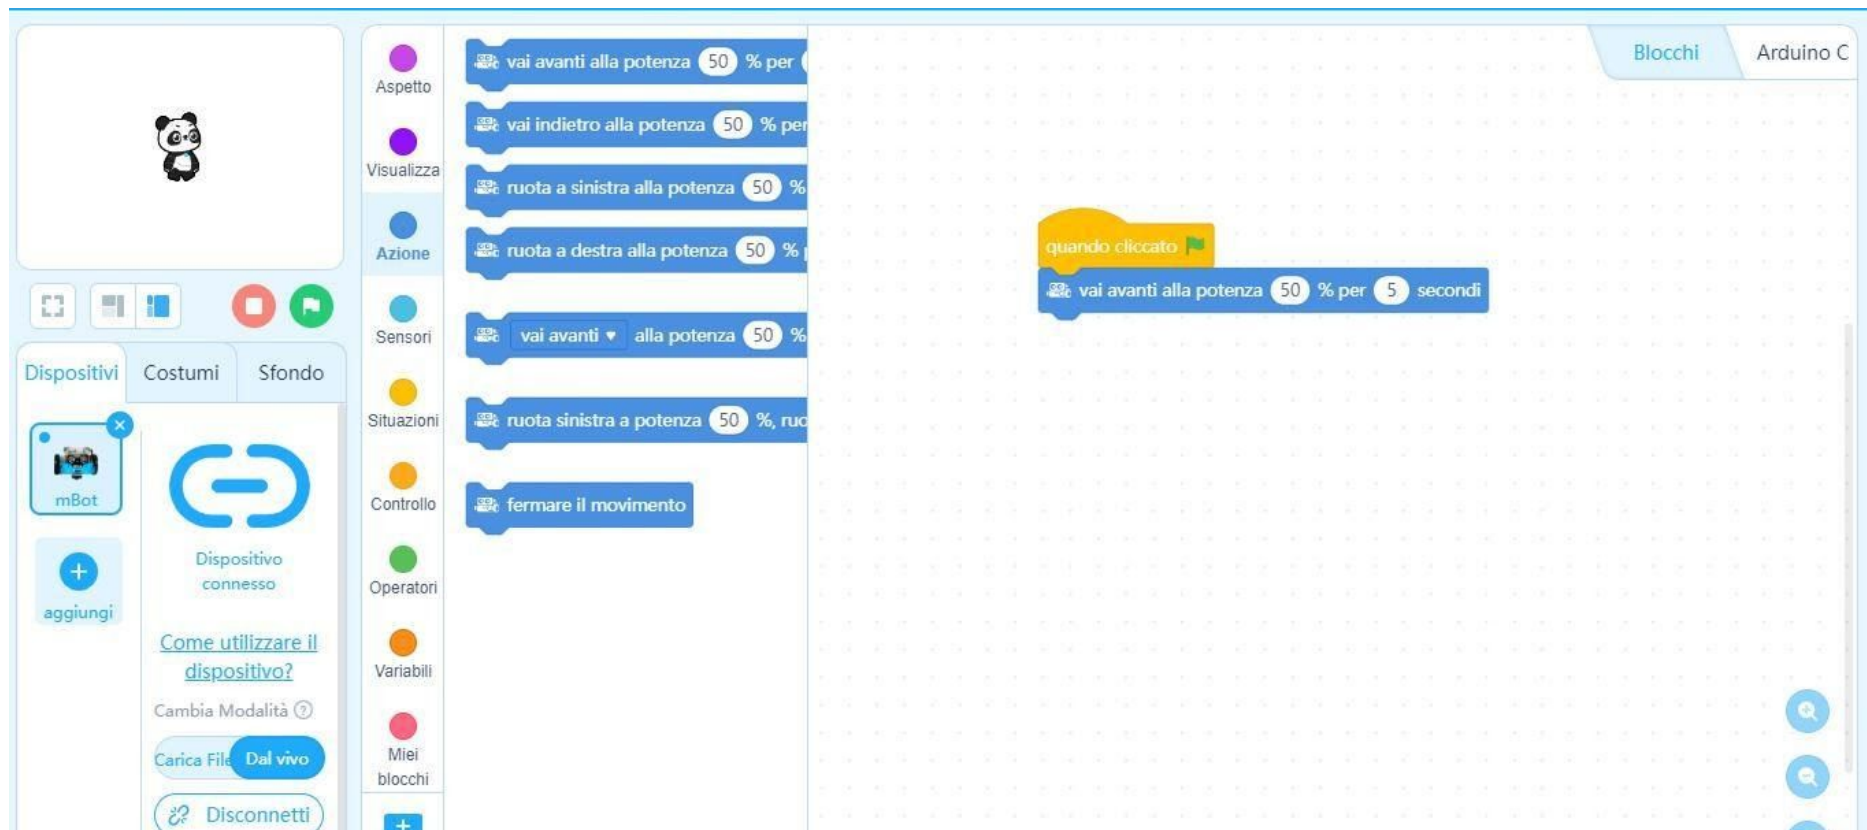 Aspetto
Visualizza
Azione
Sensori
Situazioni
Controllo
Operatori
Variabili
Miei
blocchi
vai avanti alla potenza 50 % per
vai indietro alla potenza 50 % per
ruota a sinistra alla potenza 50 %
ruota a destra alla potenza 50 %
vai avanti alla potenza 50 %
ruota sinistra a potenza 50 %, ruo
fermare il movimento
quando cliccato
vai avanti alla potenza 50 % per 5 secondi
Blocchi
Arduino C
Dispositivi
Costumi
Sfondo
mBot
aggiungi
Dispositivo
connesso
Come utilizzare il
dispositivo?
Cambia Modalità
Carica File
Dal vivo
Disconnetti